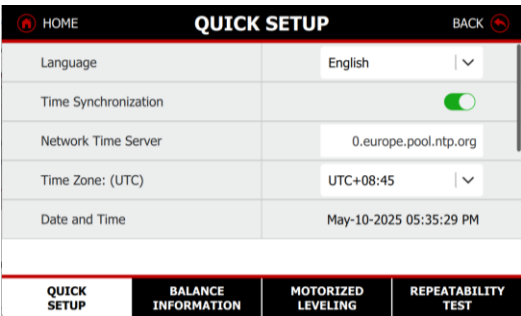 HOME QUICK SETUP BACK
Language English
Time Synchronization
Network Time Server 0.europe.pool.ntp.org
Time Zone: (UTC) UTC+08:45
Date and Time May-10-2025 05:35:29 PM
QUICK SETUP
BALANCE INFORMATION
MOTORIZED LEVELING
REPEATABILITY TEST